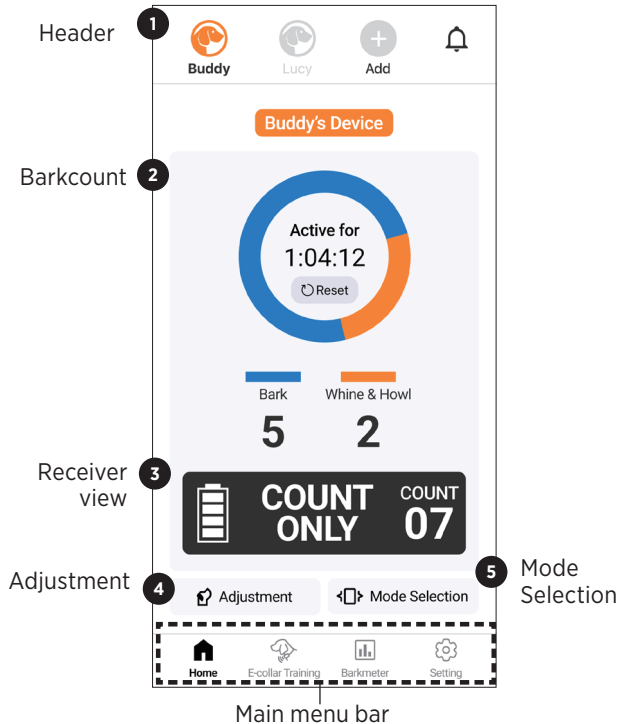 Header
1
Buddy
Lucy
Add
Buddy's Device
Barkcount
2
Active for
1:04:12
Reset
Bark
Whine & Howl
5
2
Receiver
view
3
COUNT
ONLY
COUNT
07
Adjustment
4
Adjustment
Mode Selection
5
Mode
Selection
Home
E-collar Training
Barkmeter
Setting
Main menu bar